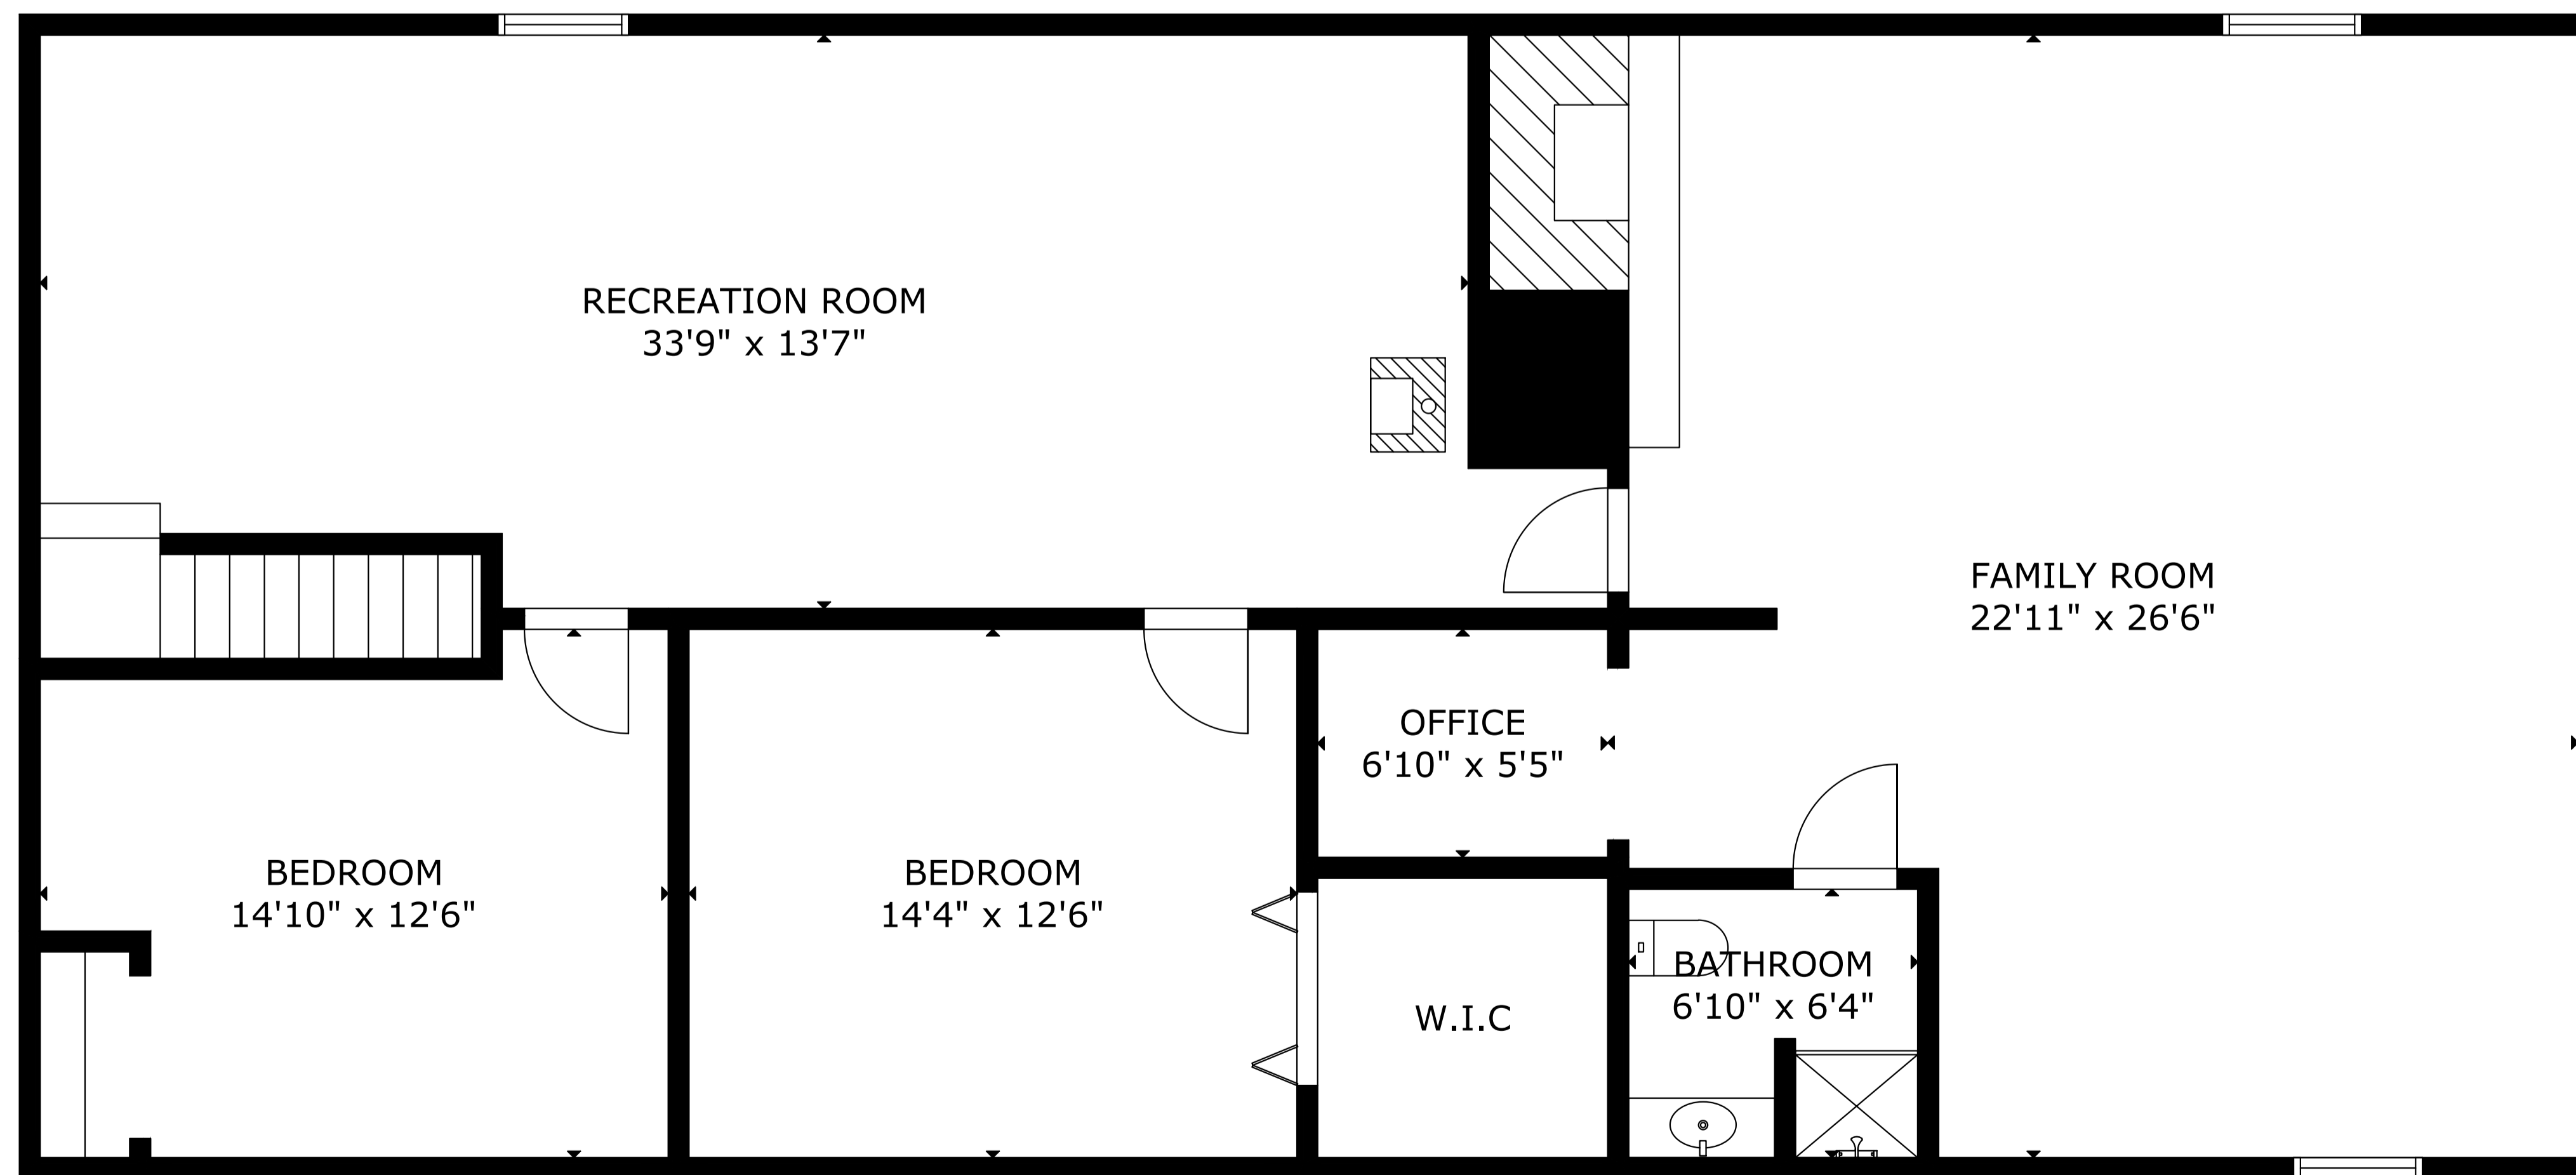 RECREATION ROOM
33'9" x 13'7"
FAMILY ROOM
22'11" x 26'6"
OFFICE
6'10" x 5'5"
BEDROOM
14'10" x 12'6"
BEDROOM
14'4" x 12'6"
BATHROOM
6'10" x 6'4"
W.I.C